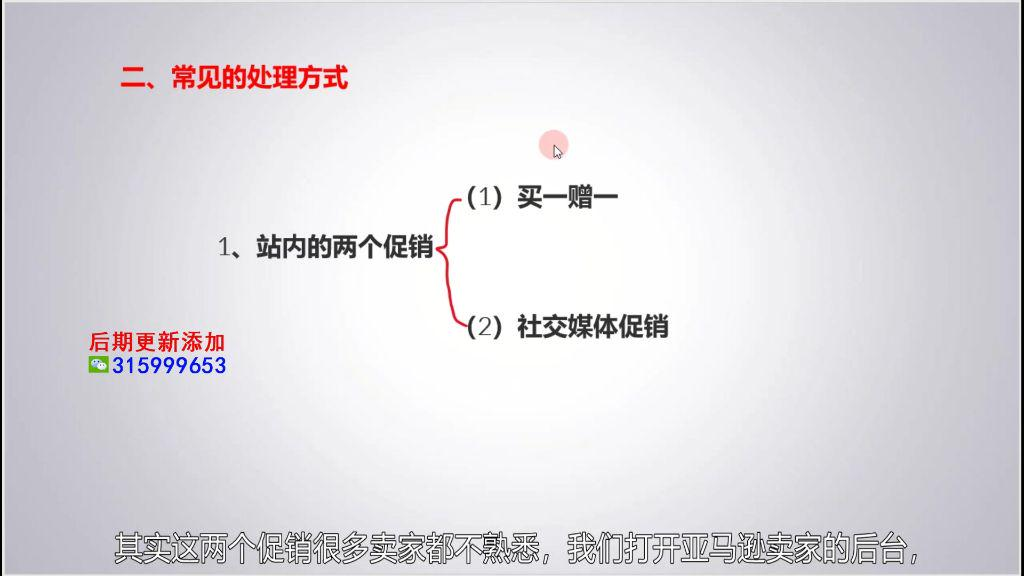 二、常见的处理方式
（1）买一赠一
1、站内的两个促销
（2）社交媒体促销
后期更新添加
315999653
其实这两个促销很多卖家都不熟悉，我们打开亚马逊卖家的后台，